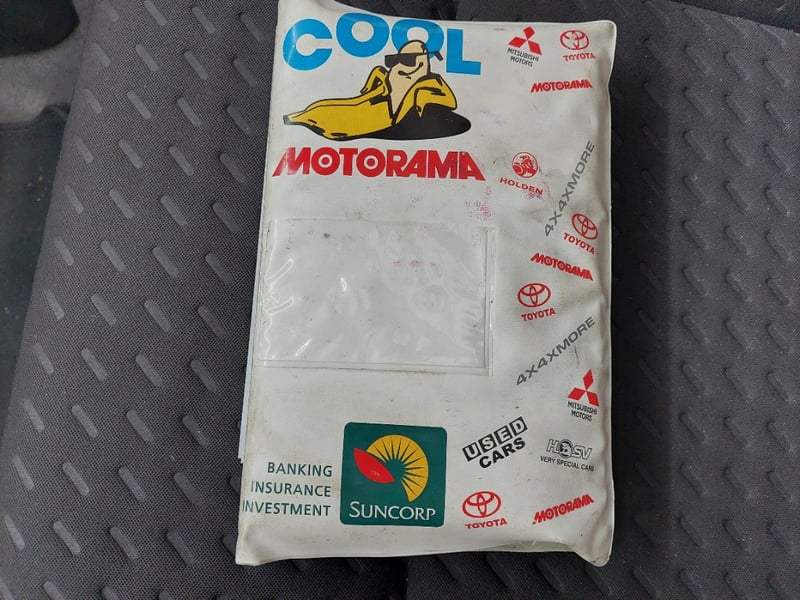 COOL
MOTORAMA
MITSUBISHI
MOTORS
TOYOTA
MOTORAMA
HOLDEN
4X4XMORE
TOYOTA
MOTORAMA
TOYOTA
4X4XMORE
MITSUBISHI
MOTORS
USED
CARS
HSV
VERY SPECIAL CARS
BANKING
INSURANCE
INVESTMENT
SUNCORP
TOYOTA
MOTORAMA